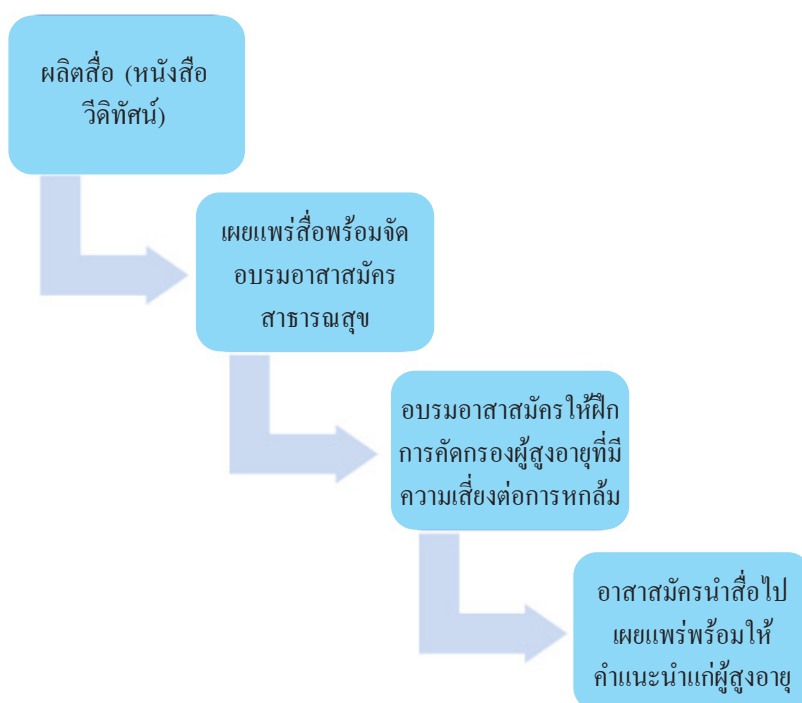 ผลิตสื่อ (หนังสือ
วีดิทัศน์)
เผยแพร่สื่อพร้อมจัด
อบรมอาสาสมัคร
สาธารณสุข
อบรมอาสาสมัครให้ฝึก
การคัดกรองผู้สูงอายุที่มี
ความเสี่ยงต่อการหกล้ม
อาสาสมัครนำสื่อไป
เผยแพร่พร้อมให้
คำแนะนำแก่ผู้สูงอายุ